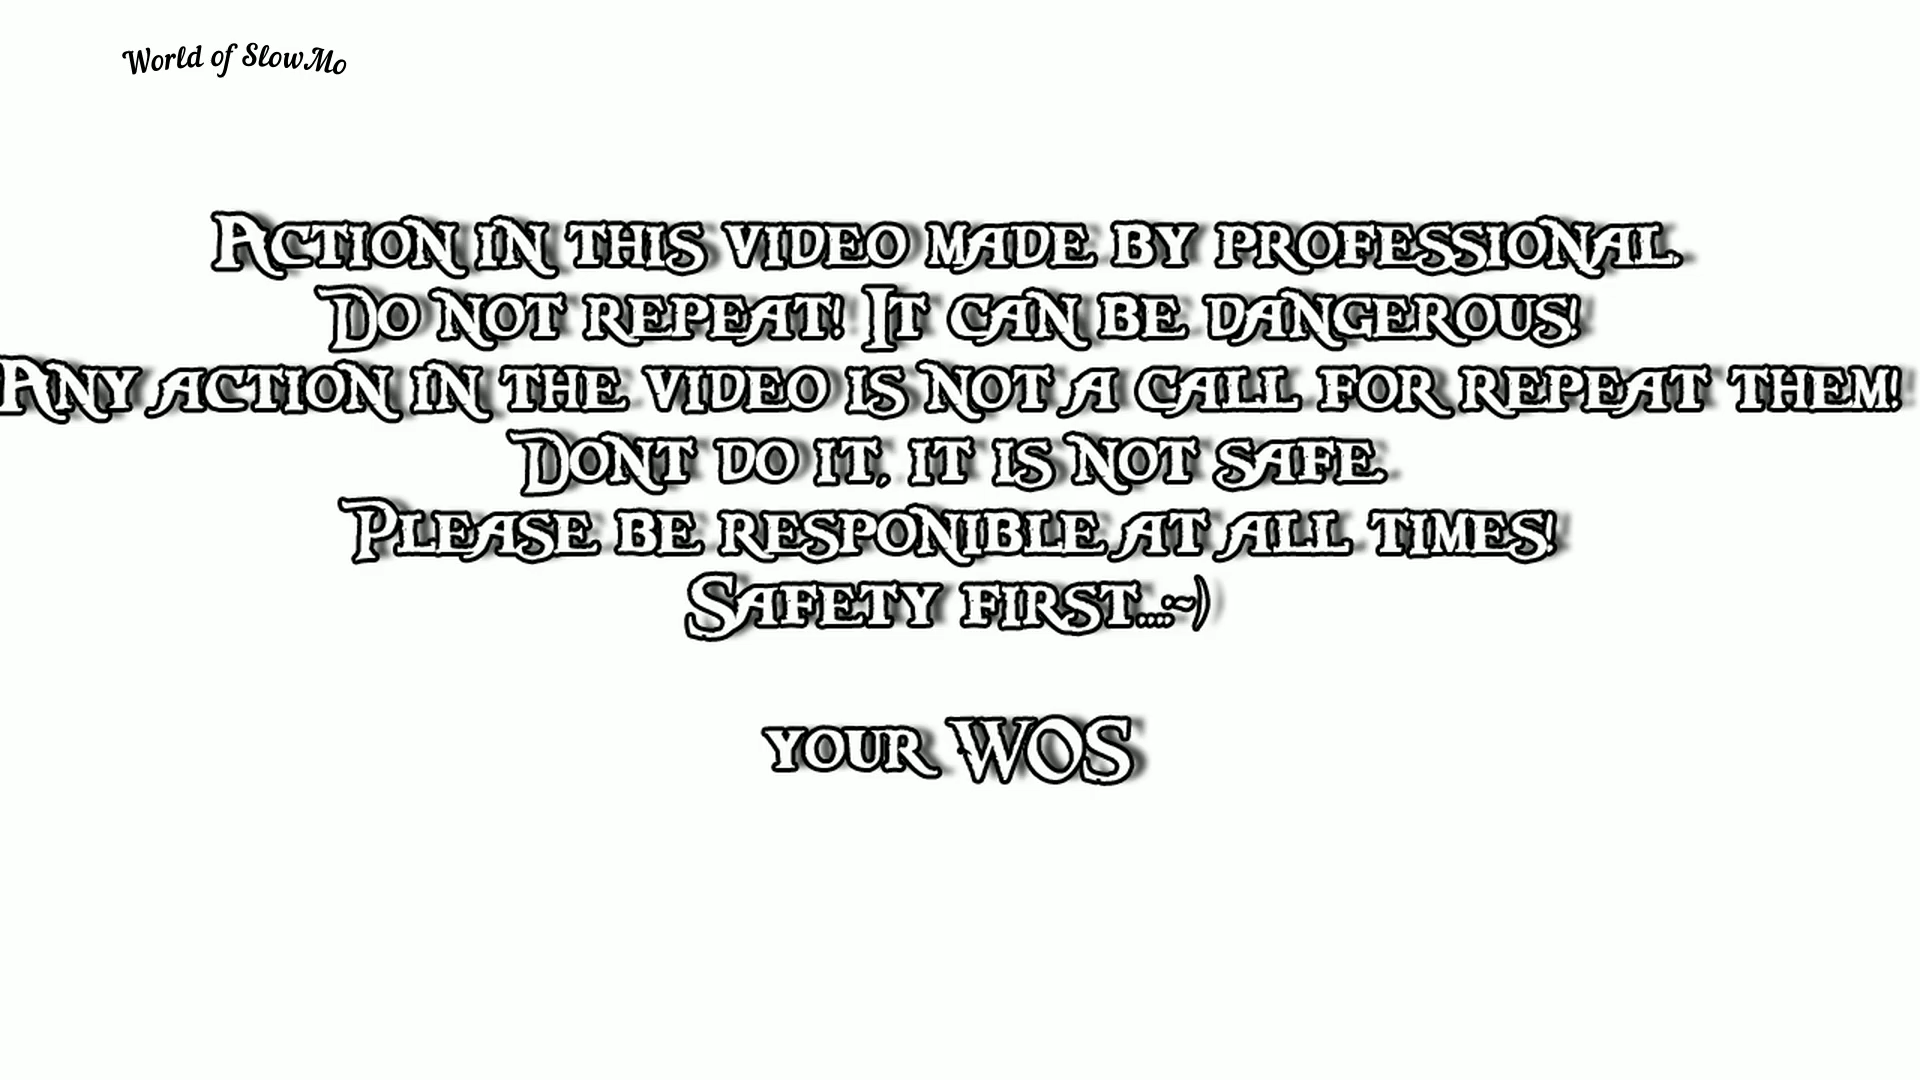 World of SlowMo
Action in this video made by professional.
Do not repeat! It can be dangerous!
Any action in the video is not a call for repeat them!
Dont do it, it is not safe.
Please be responible at all times!
Safety first...:~)
your WOS